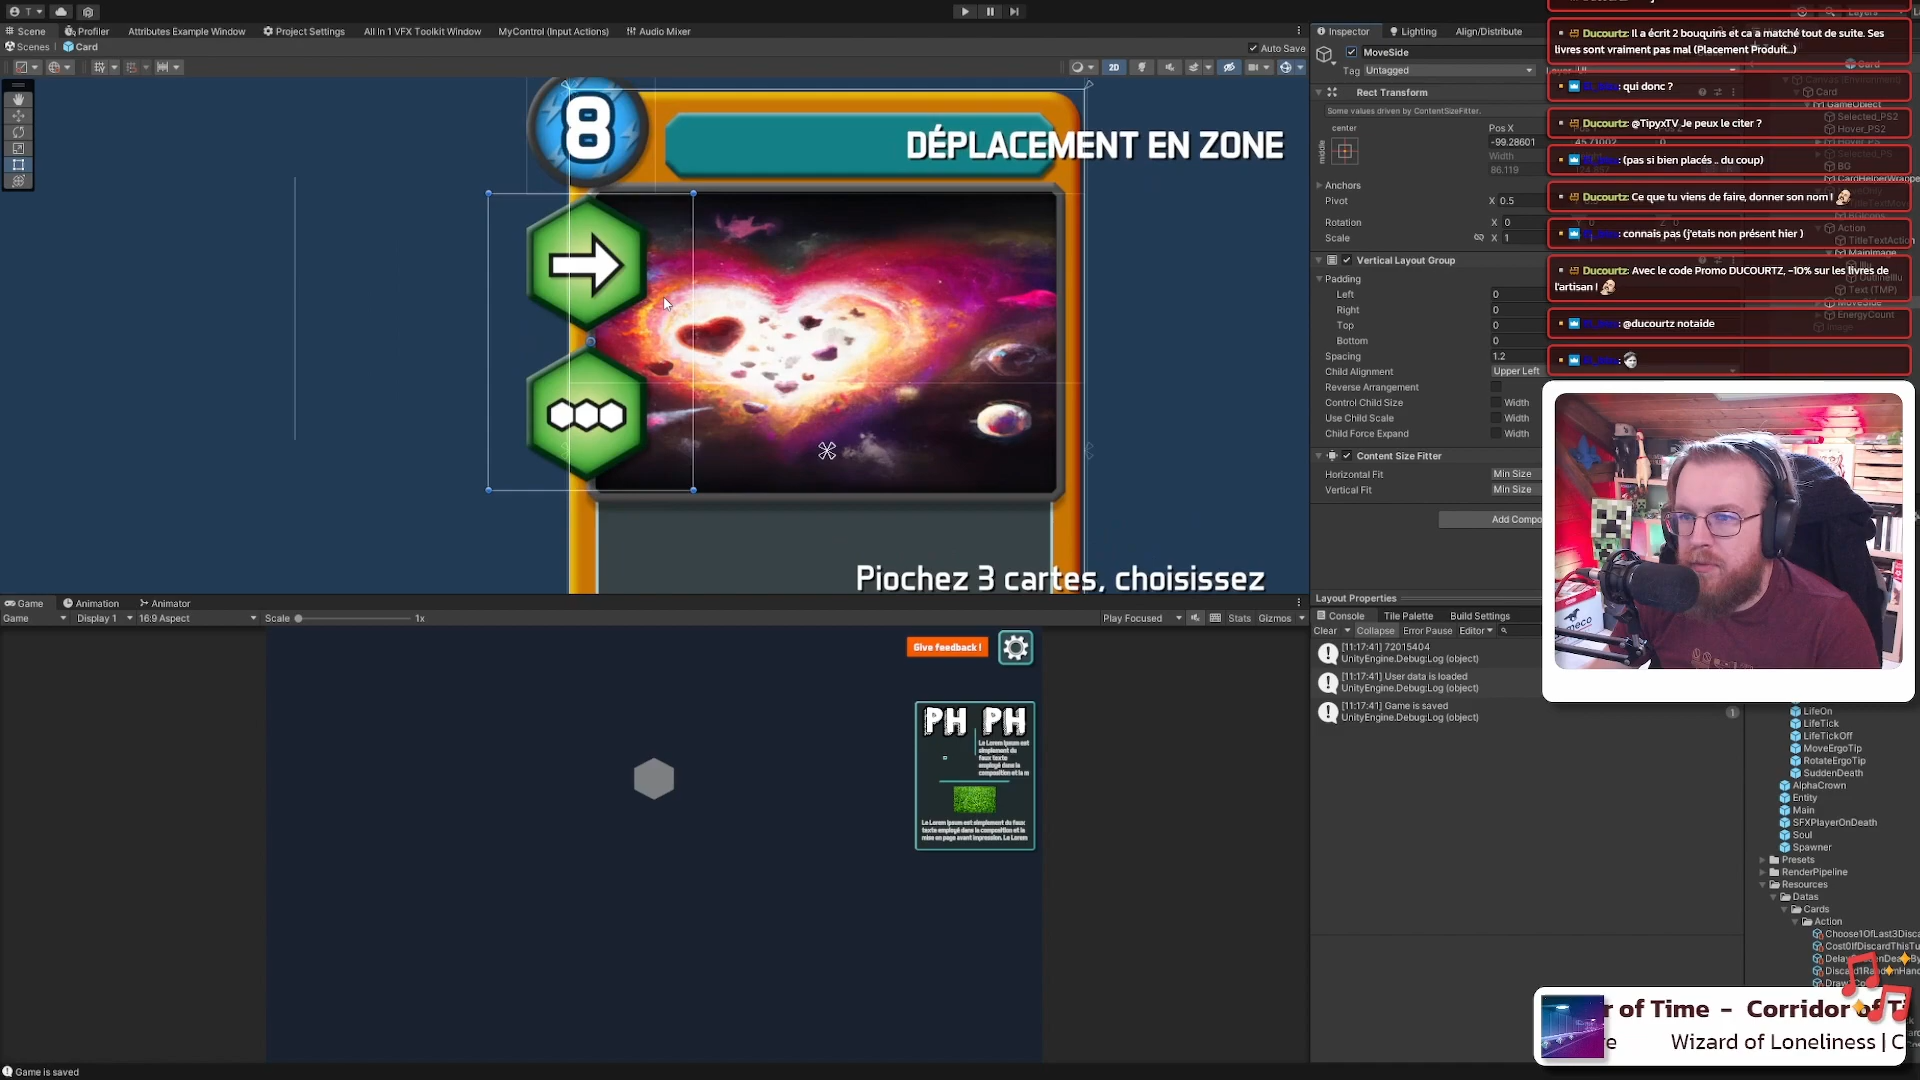 T
Scene Profiler Attributes Example Window Project Settings All In 1 VFX Toolkit Window MyControl (Input Actions) Audio Mixer
Scenes Card
Auto Save
2D
8
DÉPLACEMENT EN ZONE
Piochez 3 cartes, choisissez
Game Animation Animator
Game Display 1 16:9 Aspect Scale 1x Play Focused Stats Gizmos
Give feedback !
PH PH
Game is saved
Inspector Lighting Align/Distribute
MoveSide
Tag Untagged
Rect Transform
Some values driven by ContentSizeFitter.
center Pos X
middle -99.28601
Width
86.119
Anchors
Pivot X 0.5
Rotation X 0
Scale X 1
Vertical Layout Group
Padding
Left 0
Right 0
Top 0
Bottom 0
Spacing 1.2
Child Alignment Upper Left
Reverse Arrangement
Control Child Size Width
Use Child Scale Width
Child Force Expand Width
Content Size Fitter
Horizontal Fit Min Size
Vertical Fit Min Size
Add Compo
Layout Properties
Console Tile Palette Build Settings
Clear Collapse Error Pause Editor
[11:17:41] 72015404
UnityEngine.Debug:Log (object)
[11:17:41] User data is loaded
UnityEngine.Debug:Log (object)
[11:17:41] Game is saved
UnityEngine.Debug:Log (object)
1
Ducourtz: Il a écrit 2 bouquins et ca a matché tout de suite. Ses
livres sont vraiment pas mal (Placement Produit...)
: qui donc ?
Ducourtz: @TipyxTV Je peux le citer ?
: (pas si bien placés .. du coup)
Ducourtz: Ce que tu viens de faire, donner son nom !
: connais pas (j'etais non présent hier )
Ducourtz: Avec le code Promo DUCOURTZ, -10% sur les livres de
l'artisan !
: @ducourtz notaide
LifeOn
LifeTick
LifeTickOff
MoveErgoTip
RotateErgoTip
SuddenDeath
AlphaCrown
Entity
Main
SFXPlayerOnDeath
Soul
Spawner
Presets
RenderPipeline
Resources
Datas
Cards
Action
Choose1OfLast3Disca
Cost0IfDiscardThisTu
r of Time - Corridor of Ti
re Wizard of Loneliness | C